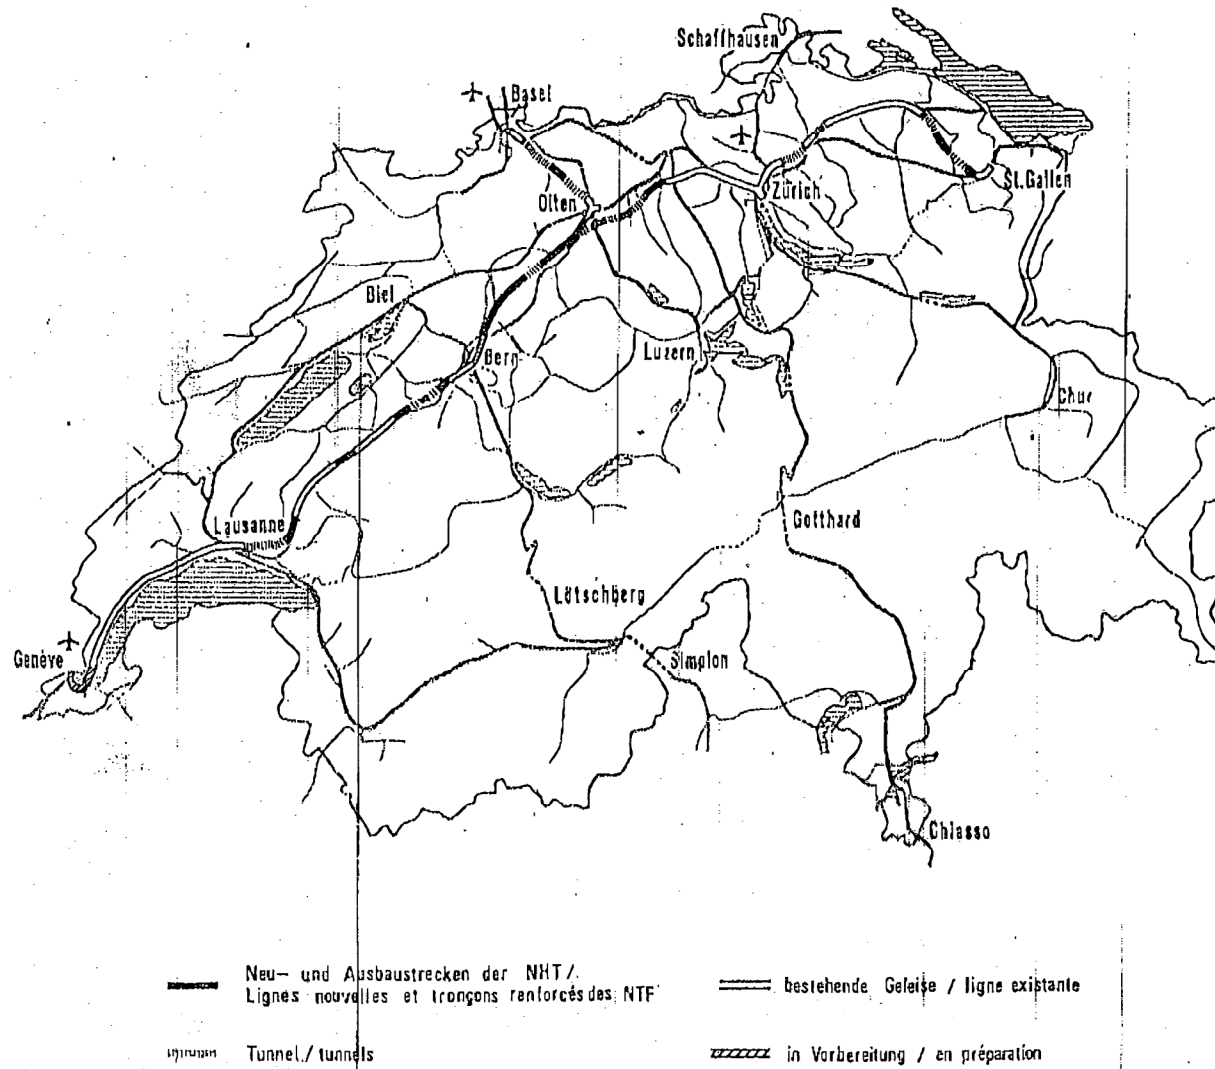 Schaffhausen
Basel
Zürich
St.Gallen
Olten
Biel
Bern
Luzern
Chur
Lausanne
Gotthard
Lötschberg
Genève
Simplon
Chiasso
Neu- und Ausbaustrecken der NHT /
Lignes nouvelles et tronçons renforcés des NTF
bestehende Geleise / ligne existante
Tunnel / tunnels
in Vorbereitung / en préparation